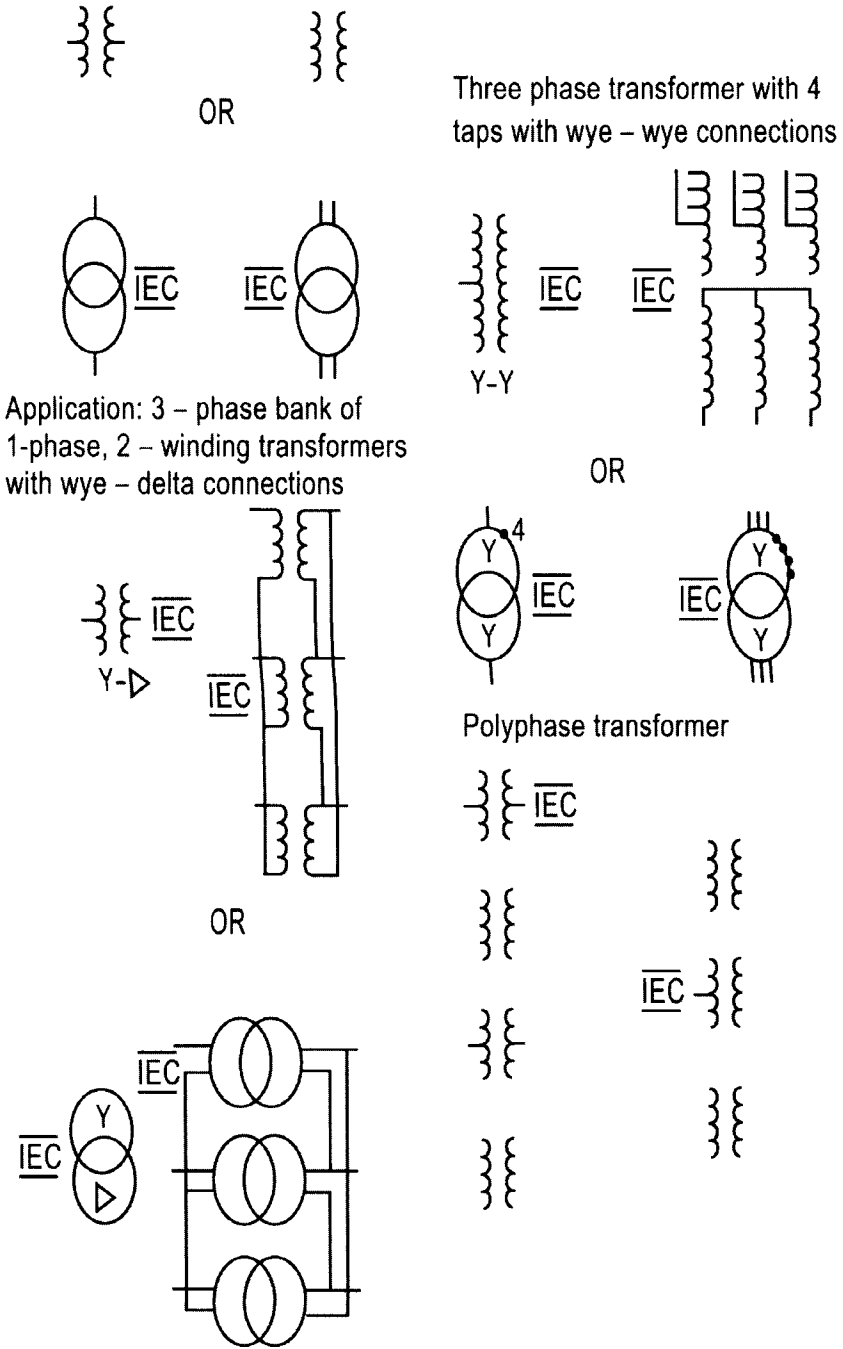 OR
IEC
IEC
Application: 3 – phase bank of
1-phase, 2 – winding transformers
with wye – delta connections
IEC
Y-▷
IEC
OR
IEC
Y
IEC
▷
Three phase transformer with 4
taps with wye – wye connections
IEC
IEC
Y-Y
OR
4
Y
IEC
Y
Y
IEC
Y
Polyphase transformer
IEC
IEC